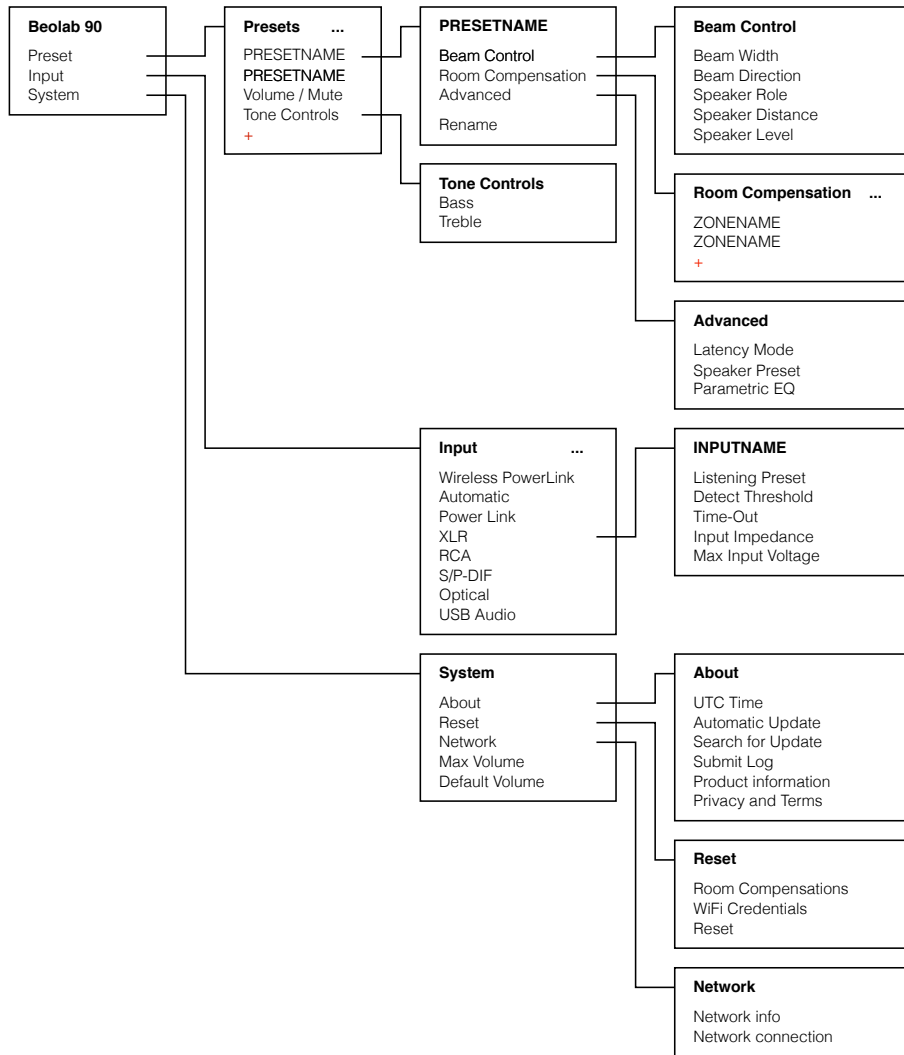 Beolab 90
Preset
Input
System
Presets ...
PRESETNAME
PRESETNAME
Volume / Mute
Tone Controls
+
PRESETNAME
Beam Control
Room Compensation
Advanced
Rename
Beam Control
Beam Width
Beam Direction
Speaker Role
Speaker Distance
Speaker Level
Tone Controls
Bass
Treble
Room Compensation ...
ZONENAME
ZONENAME
+
Advanced
Latency Mode
Speaker Preset
Parametric EQ
Input ...
Wireless PowerLink
Automatic
Power Link
XLR
RCA
S/P-DIF
Optical
USB Audio
INPUTNAME
Listening Preset
Detect Threshold
Time-Out
Input Impedance
Max Input Voltage
System
About
Reset
Network
Max Volume
Default Volume
About
UTC Time
Automatic Update
Search for Update
Submit Log
Product information
Privacy and Terms
Reset
Room Compensations
WiFi Credentials
Reset
Network
Network info
Network connection